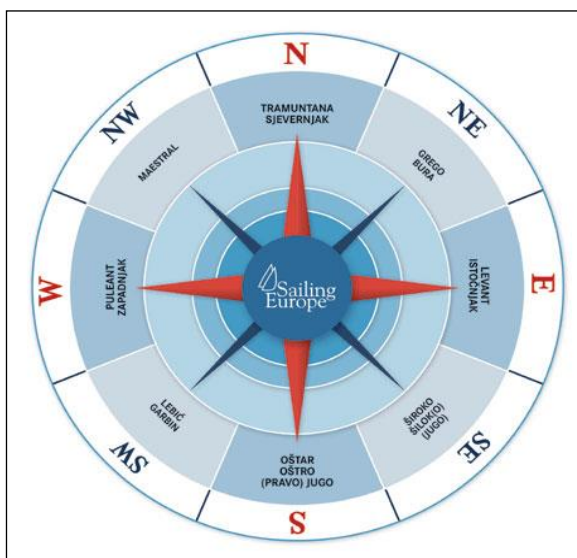 N
TRAMUNTANA
SJEVERNJAK
NW
NE
MAESTRAL
GREGO
BURA
W
PULEANT
ZAPADNJAK
Sailing
Europe
LEVANT
ISTOČNJAK
E
LEBIĆ
GARBIN
ŠIROKO
ŠILOK(O)
(JUGO)
SW
SE
OŠTAR
OŠTRO
(PRAVO) JUGO
S